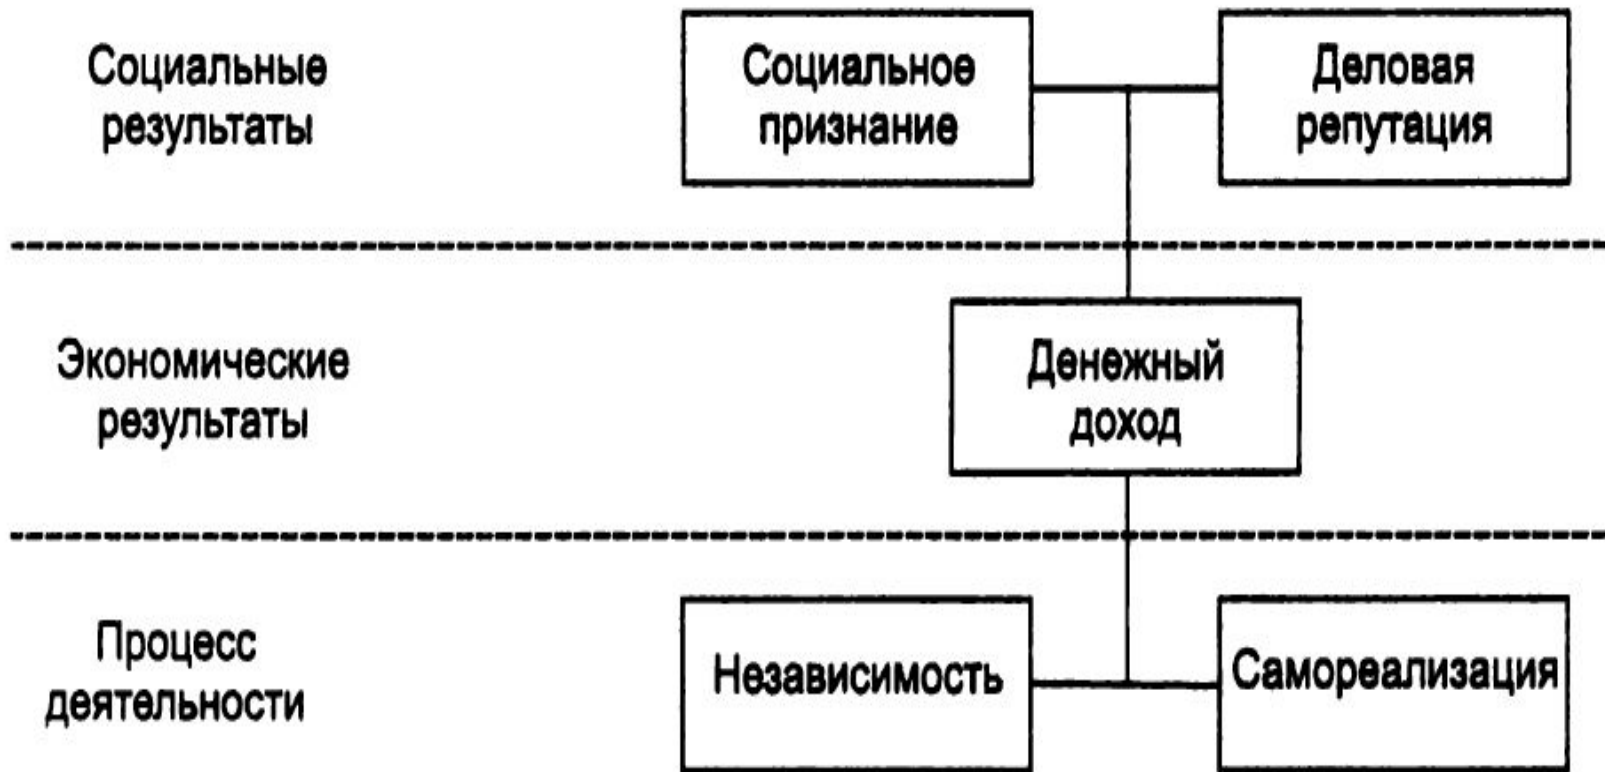 Социальные
результаты
Социальное
признание
Деловая
репутация
Экономические
результаты
Денежный
доход
Процесс
деятельности
Независимость
Самореализация